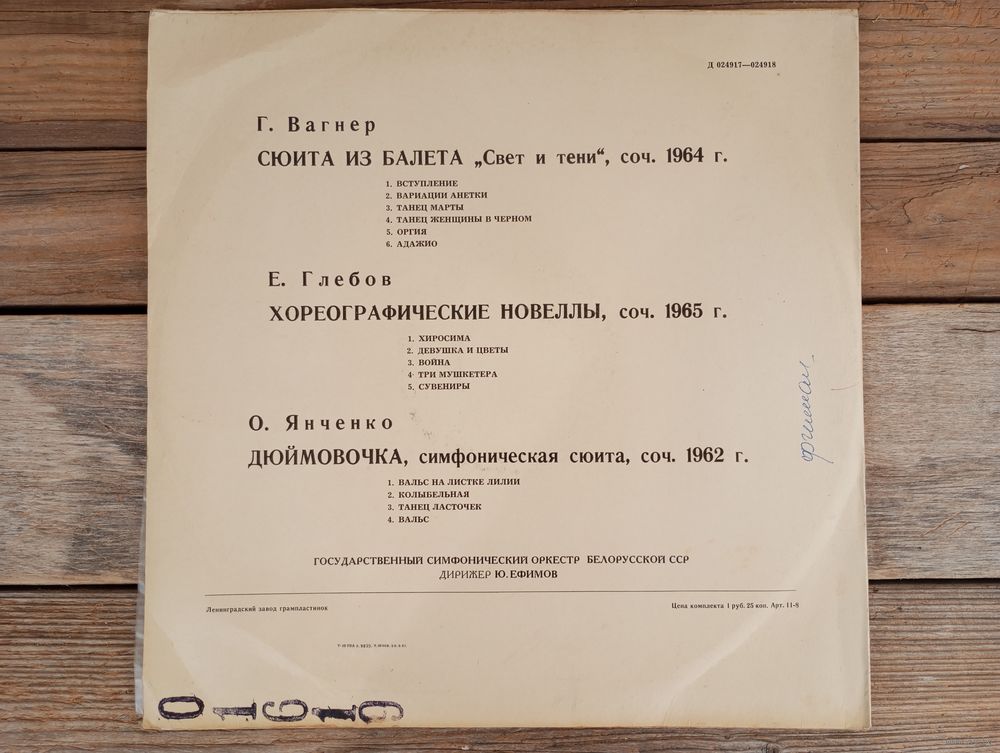 Д 024917—024918
Г. Вагнер
СЮИТА ИЗ БАЛЕТА „Свет и тени“, соч. 1964 г.
1. ВСТУПЛЕНИЕ
2. ВАРИАЦИИ АНЕТКИ
3. ТАНЕЦ МАРТЫ
4. ТАНЕЦ ЖЕНЩИНЫ В ЧЕРНОМ
5. ОРГИЯ
6. АДАЖИО
Е. Глебов
ХОРЕОГРАФИЧЕСКИЕ НОВЕЛЛЫ, соч. 1965 г.
1. ХИРОСИМА
2. ДЕВУШКА И ЦВЕТЫ
3. ВОЙНА
4. ТРИ МУШКЕТЕРА
5. СУВЕНИРЫ
О. Янченко
ДЮЙМОВОЧКА, симфоническая сюита, соч. 1962 г.
1. ВАЛЬС НА ЛИСТКЕ ЛИЛИИ
2. КОЛЫБЕЛЬНАЯ
3. ТАНЕЦ ЛАСТОЧЕК
4. ВАЛЬС
ГОСУДАРСТВЕННЫЙ СИМФОНИЧЕСКИЙ ОРКЕСТР БЕЛОРУССКОЙ ССР
ДИРИЖЕР Ю. ЕФИМОВ
Ленинградский завод грампластинок
Цена комплекта 1 руб. 25 коп. Арт. 11-8
01619